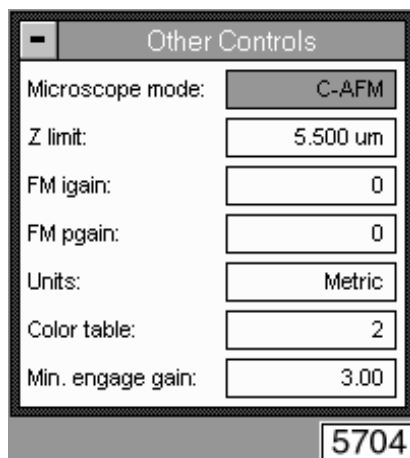 Other Controls
Microscope mode: C-AFM
Z limit: 5.500 um
FM igain: 0
FM pgain: 0
Units: Metric
Color table: 2
Min. engage gain: 3.00
5704